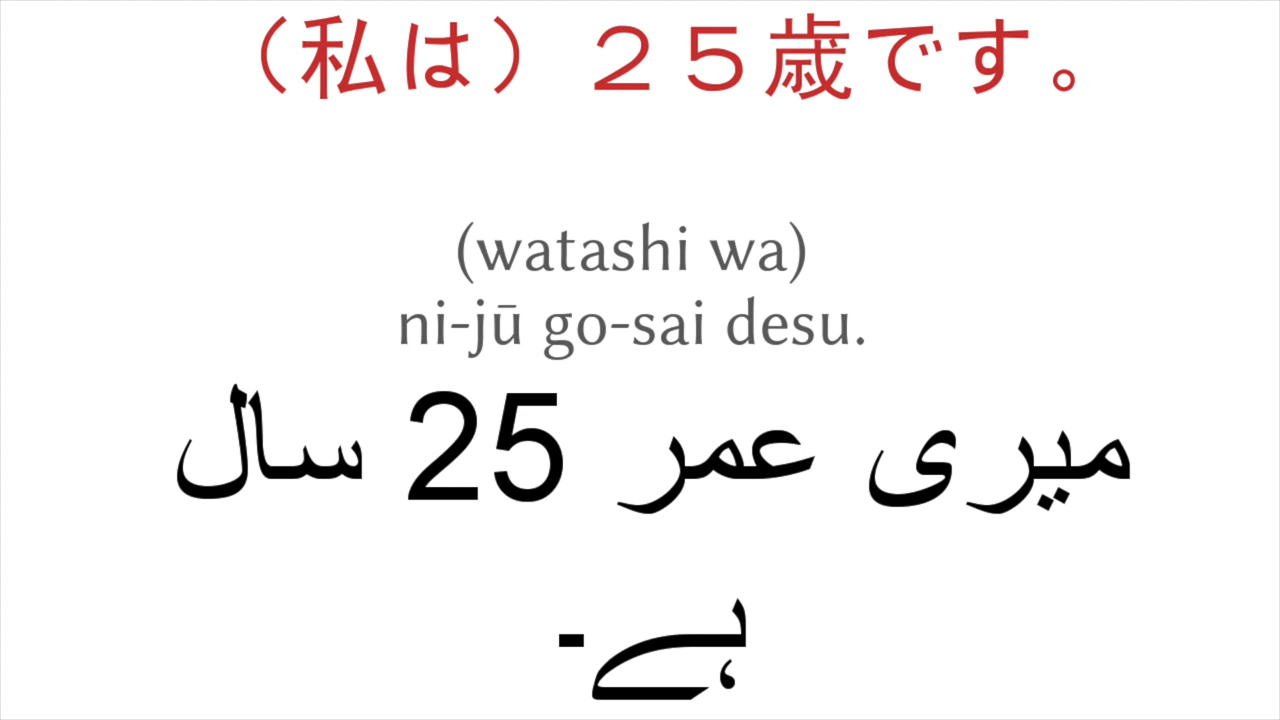 （私は）２５歳です。
(watashi wa)
ni-jū go-sai desu.
میری عمر 25 سال
ہے۔